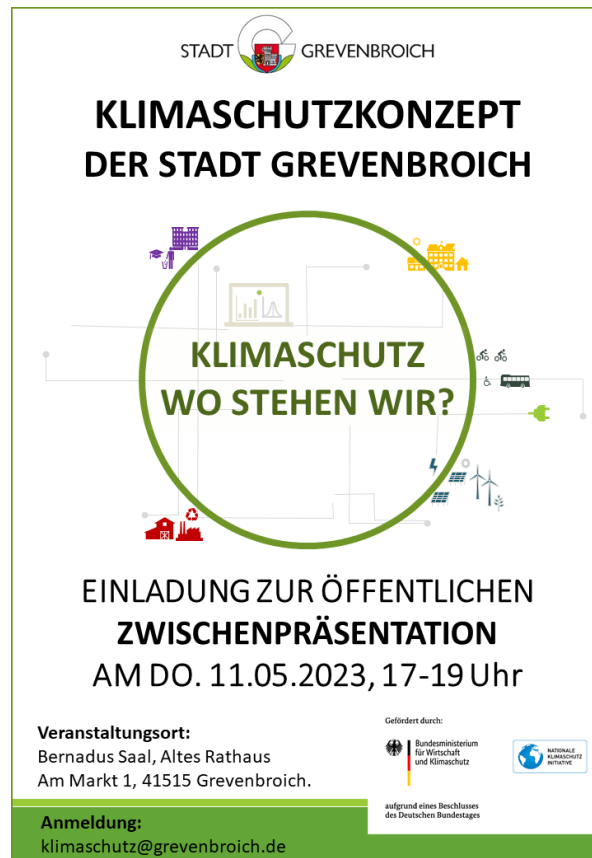 STADT GREVENBROICH
KLIMASCHUTZKONZEPT
DER STADT GREVENBROICH
KLIMASCHUTZ
WO STEHEN WIR?
EINLADUNG ZUR ÖFFENTLICHEN
ZWISCHENPRÄSENTATION
AM DO. 11.05.2023, 17-19 Uhr
Veranstaltungsort:
Bernadus Saal, Altes Rathaus
Am Markt 1, 41515 Grevenbroich.
Gefördert durch:
Bundesministerium
für Wirtschaft
und Klimaschutz
NATIONALE
KLIMASCHUTZ
INITIATIVE
aufgrund eines Beschlusses
des Deutschen Bundestages
Anmeldung:
klimaschutz@grevenbroich.de